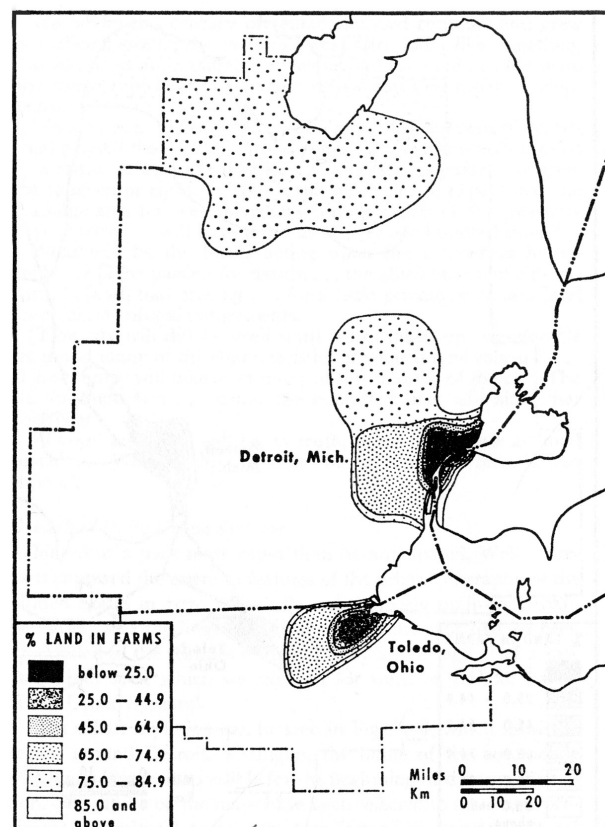 Detroit, Mich.
Toledo,
Ohio
% LAND IN FARMS
below 25.0
25.0 – 44.9
45.0 – 64.9
65.0 – 74.9
75.0 – 84.9
85.0 and
above
Miles 0 10 20
Km 10 20